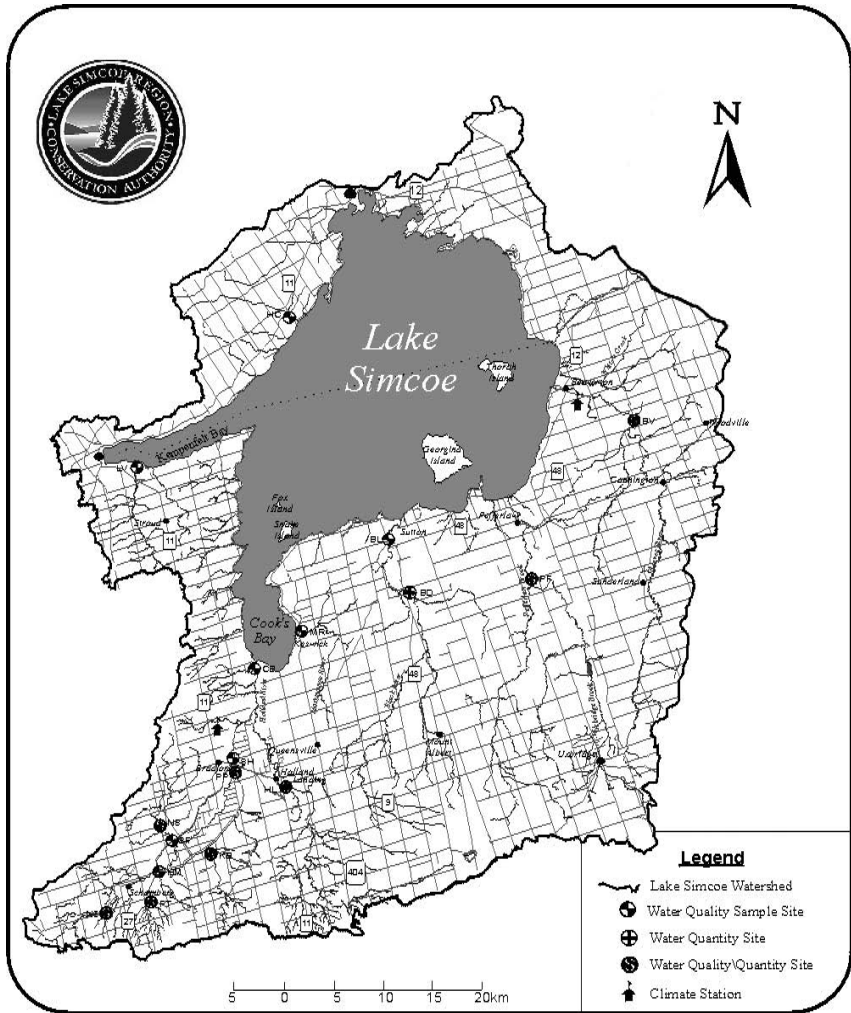 LAKE SIMCOE REGION
CONSERVATION AUTHORITY
N
12
11
HC
Lake
Simcoe
12
Thorah
Island
Beaverton
BV
Woodville
Kempenfelt Bay
LV
Georgina
Island
48
Cannington
Fox
Island
Snake
Island
Stroud
11
Pefferlaw
Sutton
48
BL
BD
PF
Sunderland
Cook's
Bay
MR
Keswick
CB
11
48
Black River
Queensville
Mount
Albert
Uxbridge
Bradford
Holland
Landing
HL
9
Schomberg
404
27
11
Legend
Lake Simcoe Watershed
Water Quality Sample Site
Water Quantity Site
Water Quality\Quantity Site
Climate Station
5 0 5 10 15 20km